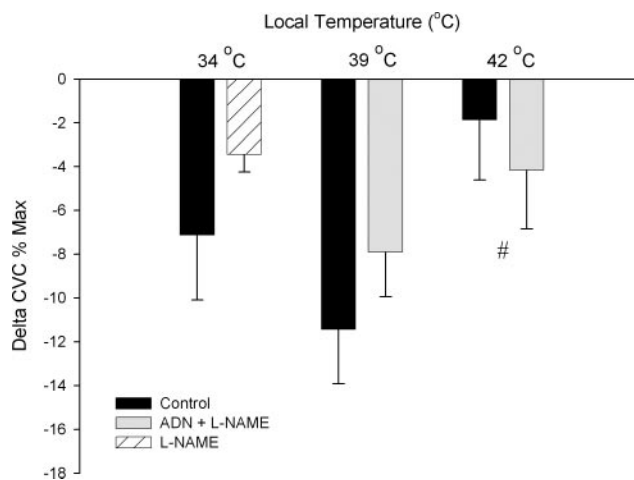 Local Temperature (°C)
34 °C 39 °C 42 °C
Delta CVC % Max
0
-2
-4
-6
-8
-10
-12
-14
-16
-18
#
Control
ADN + L-NAME
L-NAME